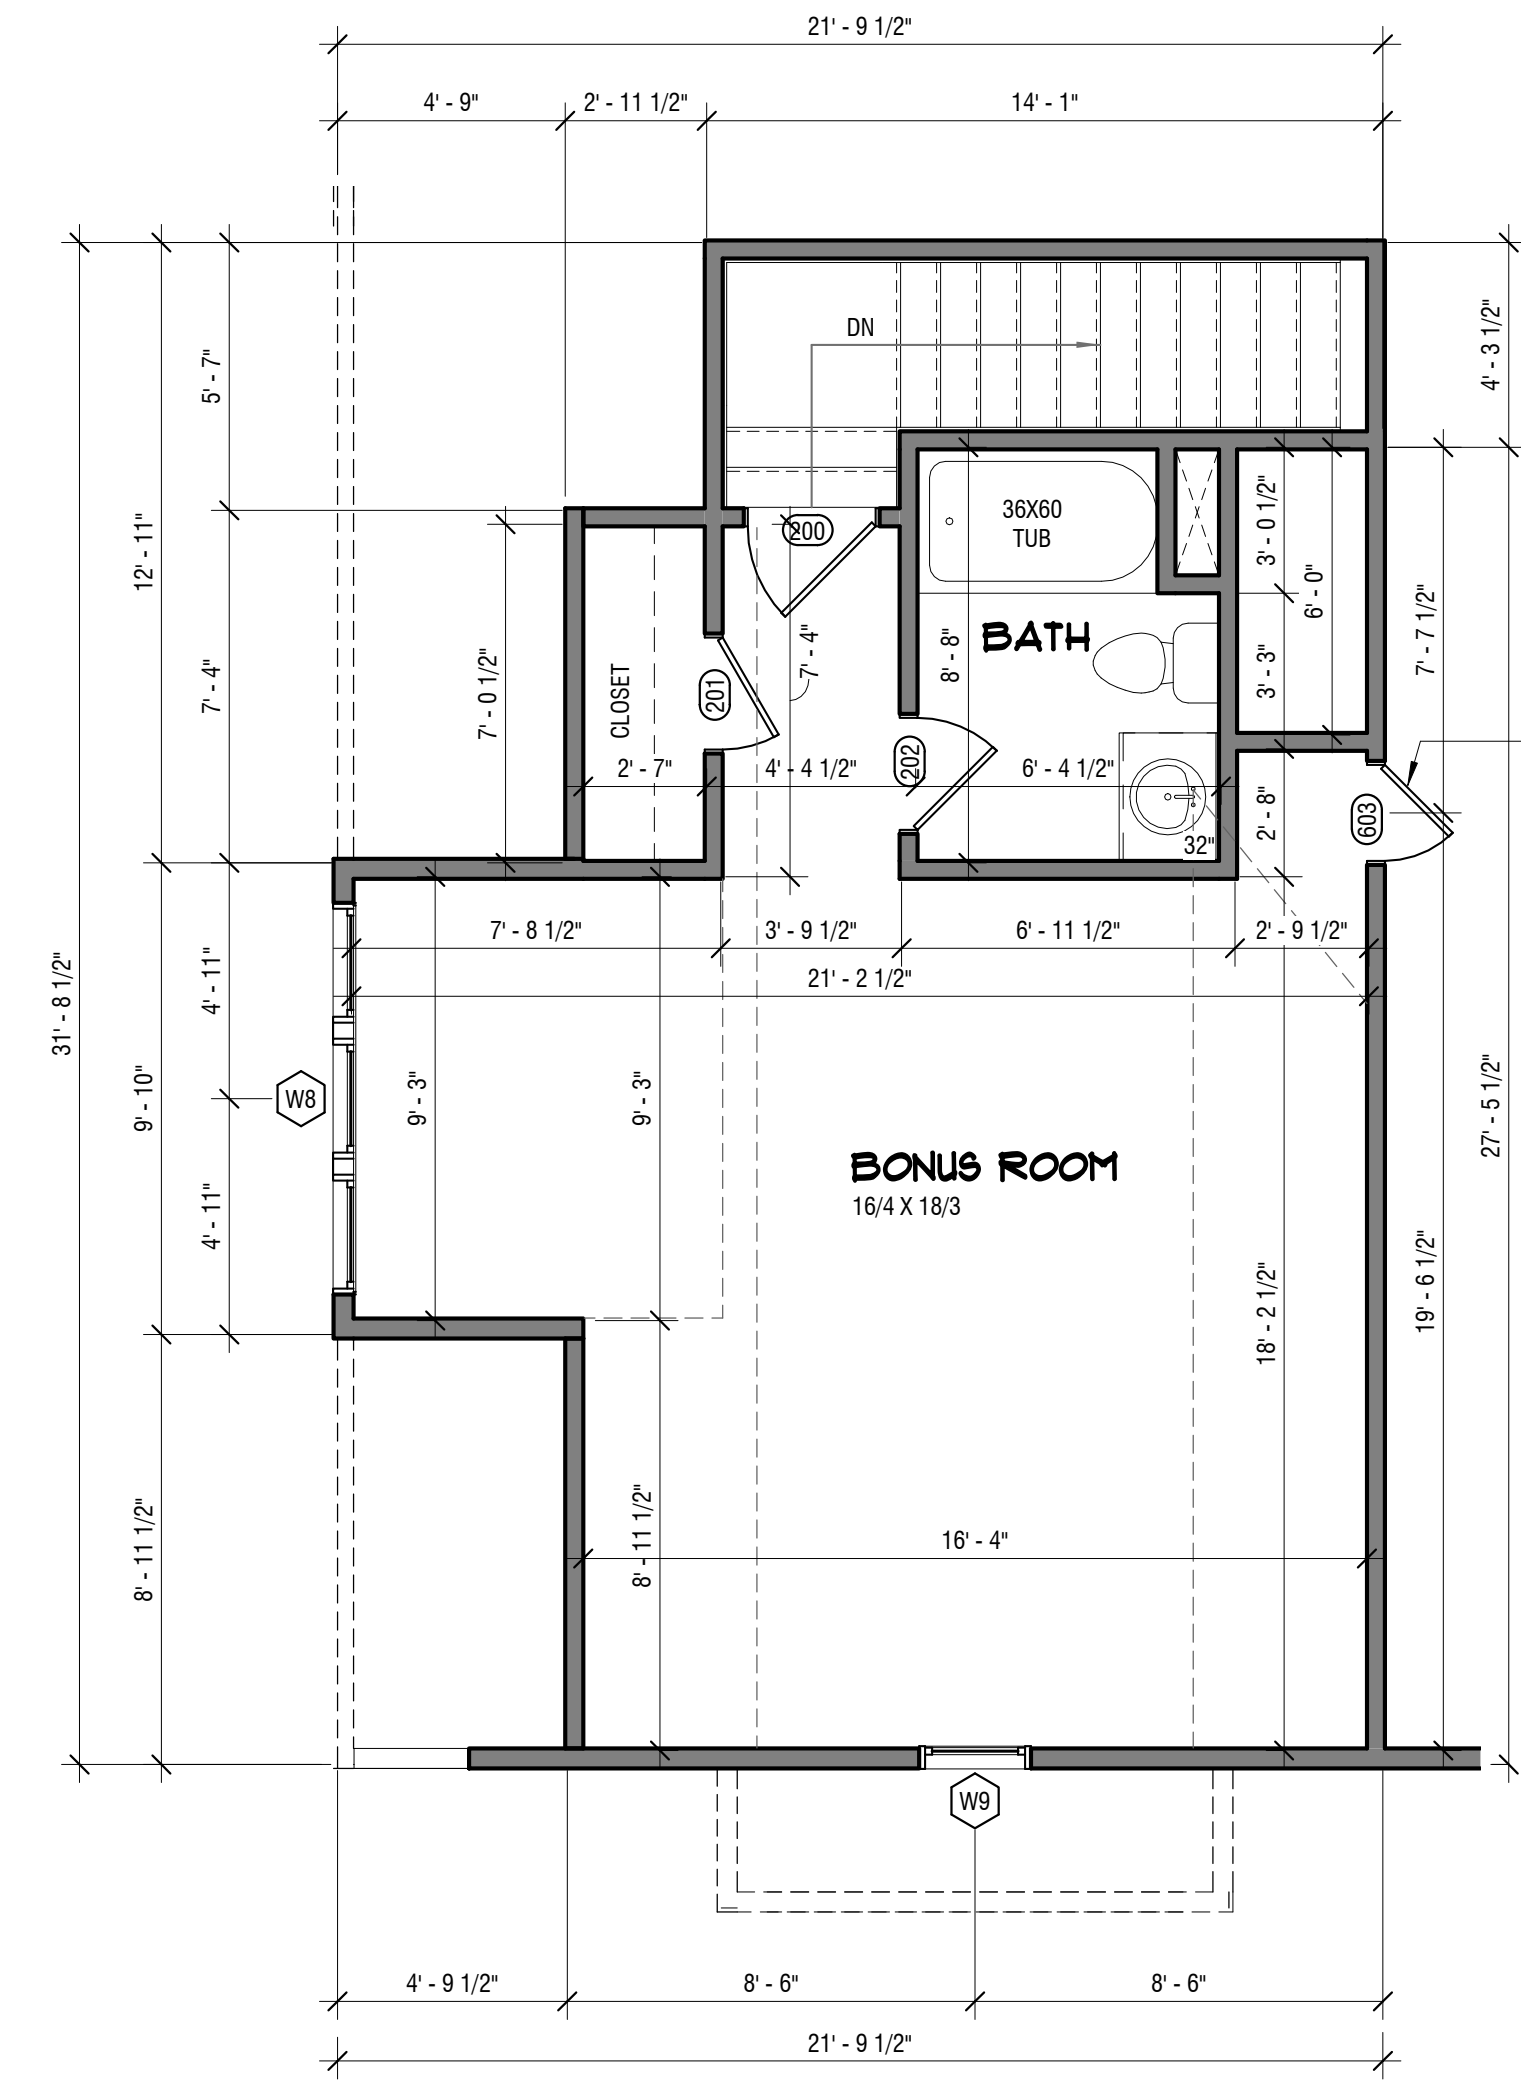 21' - 9 1/2"
4' - 9"
2' - 11 1/2"
14' - 1"
DN
4' - 3 1/2"
5' - 7"
12' - 11"
200
36X60
TUB
3' - 0 1/2"
6' - 0"
7' - 7 1/2"
BATH
7' - 4"
8' - 8"
3' - 3"
7' - 4"
7' - 0 1/2"
CLOSET
201
202
2' - 7"
4' - 4 1/2"
6' - 4 1/2"
2' - 8"
603
32"
7' - 8 1/2"
3' - 9 1/2"
6' - 11 1/2"
2' - 9 1/2"
21' - 2 1/2"
4' - 11"
31' - 8 1/2"
9' - 10"
W8
9' - 3"
9' - 3"
27' - 5 1/2"
BONUS ROOM
16/4 X 18/3
4' - 11"
18' - 2 1/2"
19' - 6 1/2"
8' - 11 1/2"
8' - 11 1/2"
16' - 4"
W9
4' - 9 1/2"
8' - 6"
8' - 6"
21' - 9 1/2"